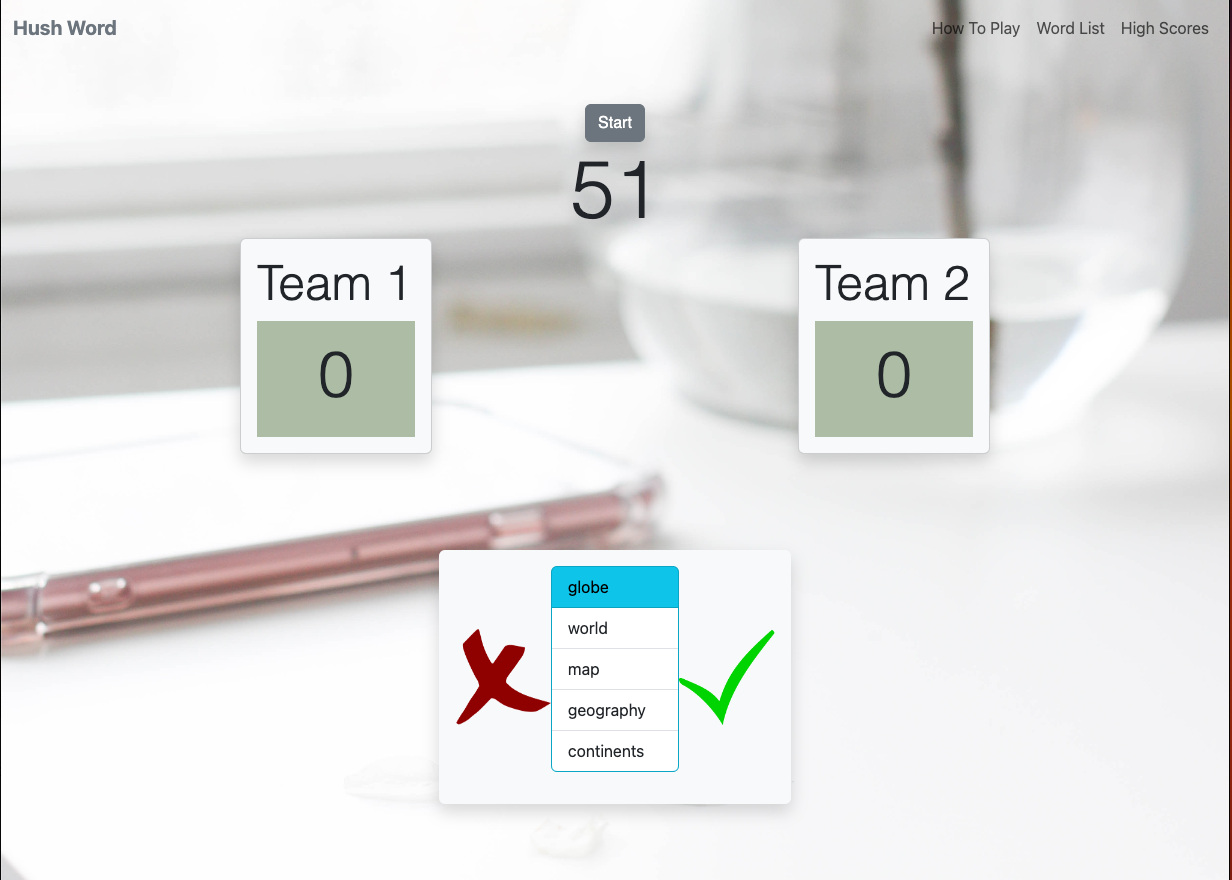 Hush Word
How To Play
Word List
High Scores
Start
51
Team 1
0
Team 2
0
globe
world
map
geography
continents